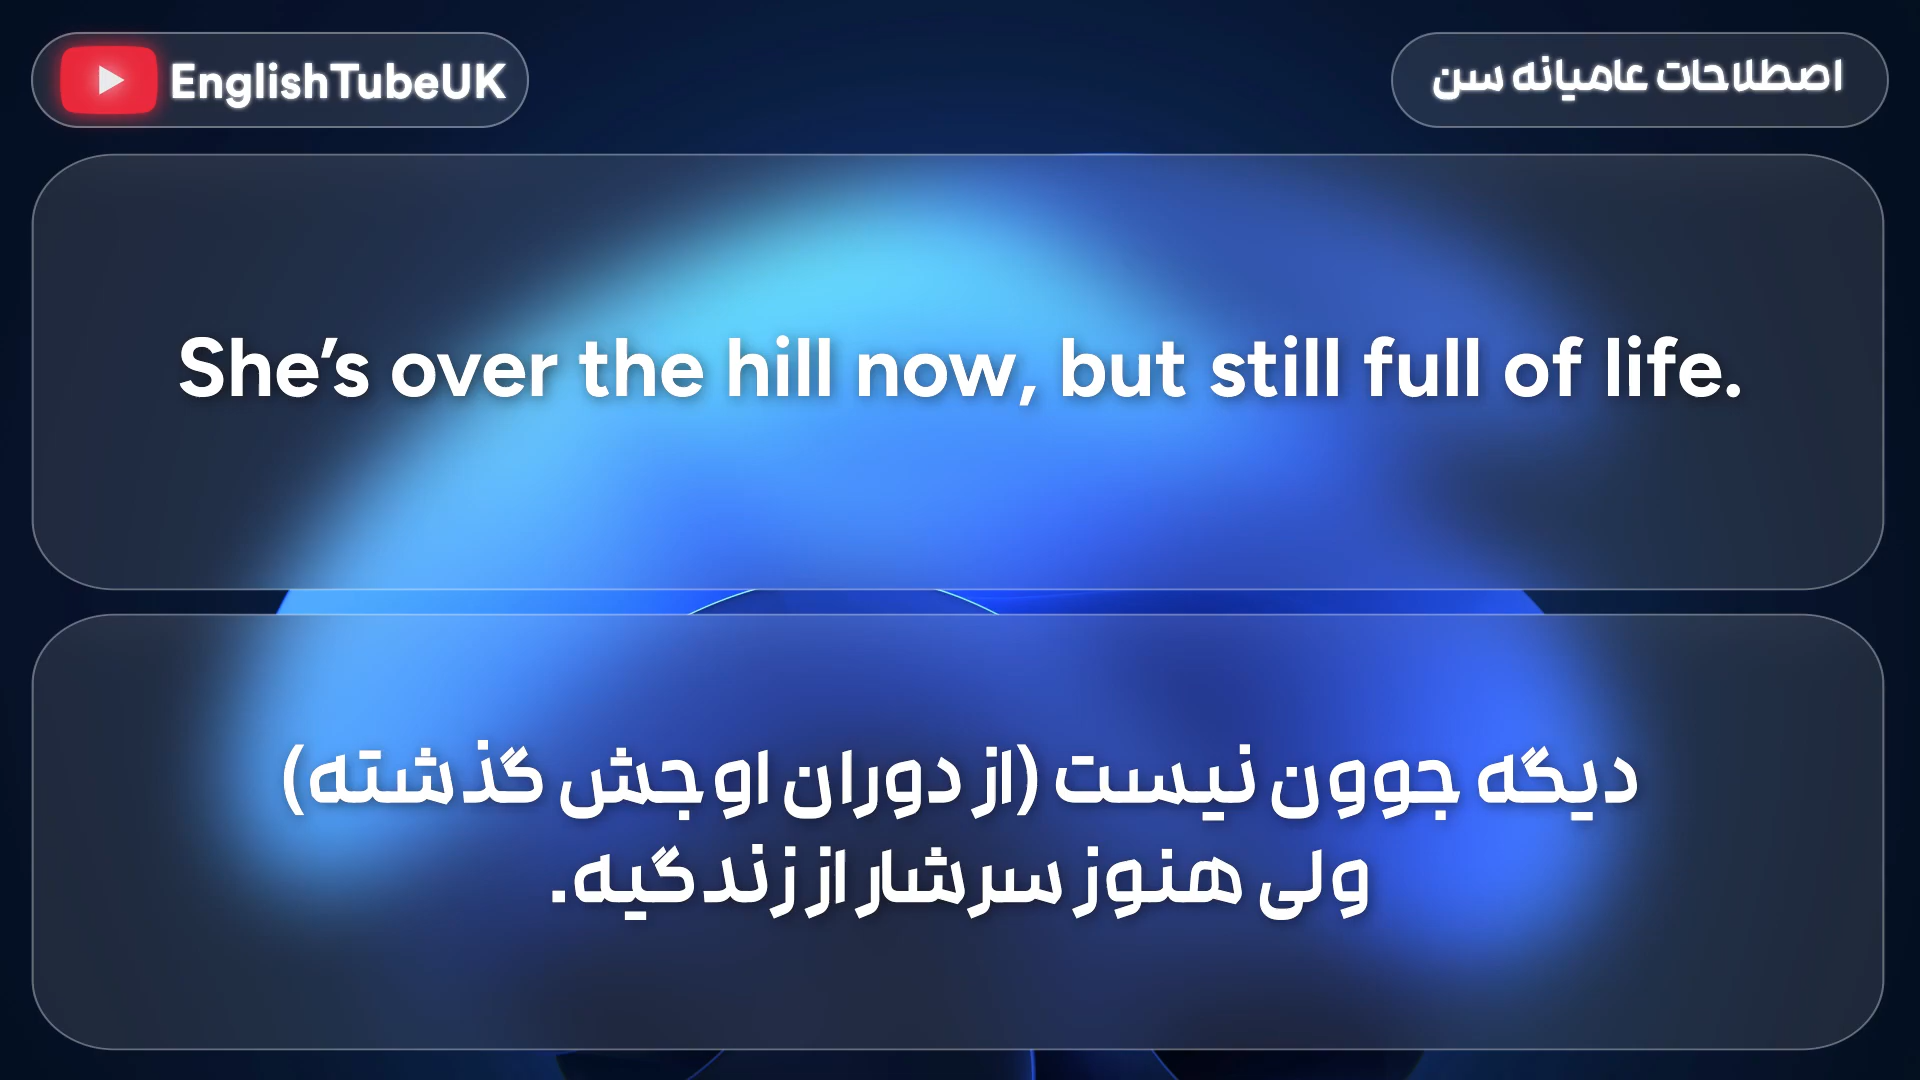 EnglishTubeUK
اصطلاحات عامیانه سن
She’s over the hill now, but still full of life.
دیگه جوون نیست (از دوران اوجش گذشته)
ولی هنوز سرشار از زندگیه.